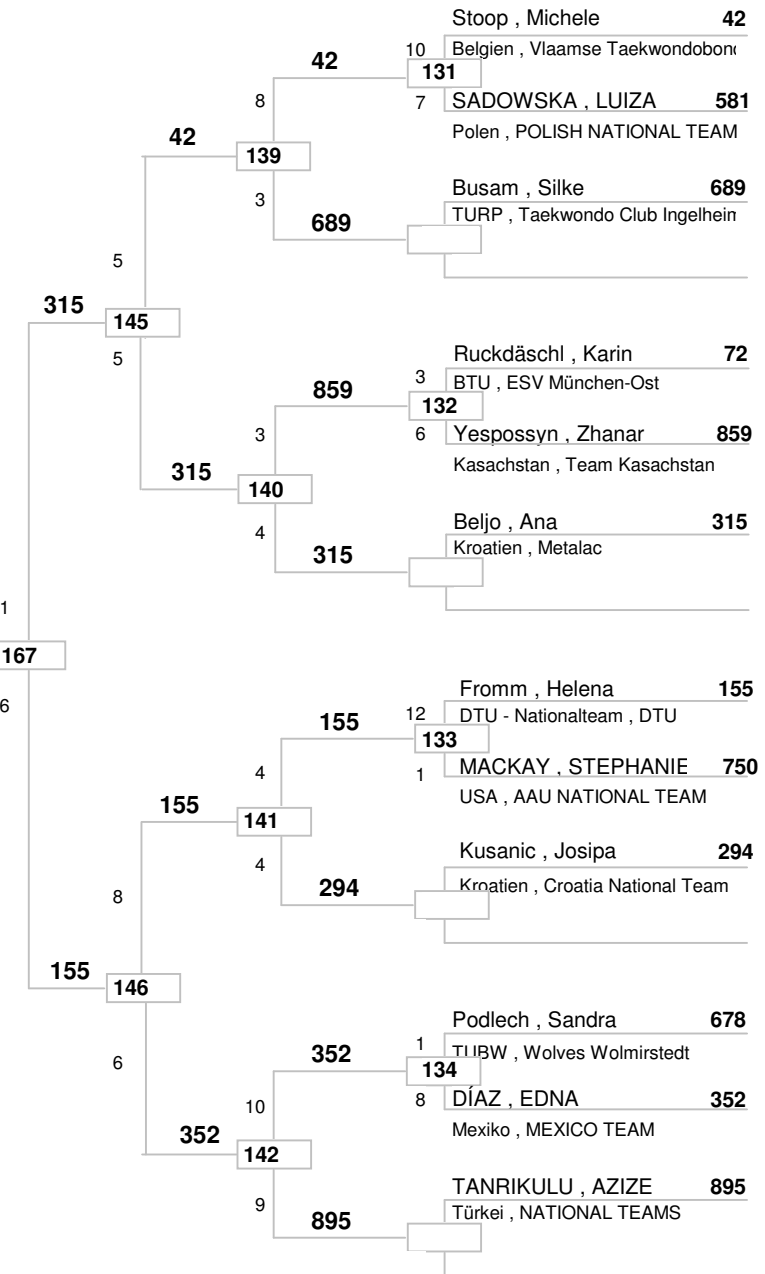 Stoop , Michele 42
42 10 Belgien , Vlaamse Taekwondobond
131
8 7 SADOWSKA , LUIZA 581
42 Polen , POLISH NATIONAL TEAM
139
Busam , Silke 689
3 689 TURP , Taekwondo Club Ingelheim
5
315
145
Ruckdäschl , Karin 72
5 859 3 BTU , ESV München-Ost
132
3 6 Yespossyn , Zhanar 859
315 Kasachstan , Team Kasachstan
140
Beljo , Ana 315
4 315 Kroatien , Metalac
1
167
Fromm , Helena 155
6 155 12 DTU - Nationalteam , DTU
133
4 1 MACKAY , STEPHANIE 750
155 USA , AAU NATIONAL TEAM
141
Kusanic , Josipa 294
4 294 Kroatien , Croatia National Team
8
155
146
Podlech , Sandra 678
6 352 1 TUBW , Wolves Wolmirstedt
134
10 8 DÍAZ , EDNA 352
352 Mexiko , MEXICO TEAM
142
TANRIKULU , AZIZE 895
9 895 Türkei , NATIONAL TEAMS